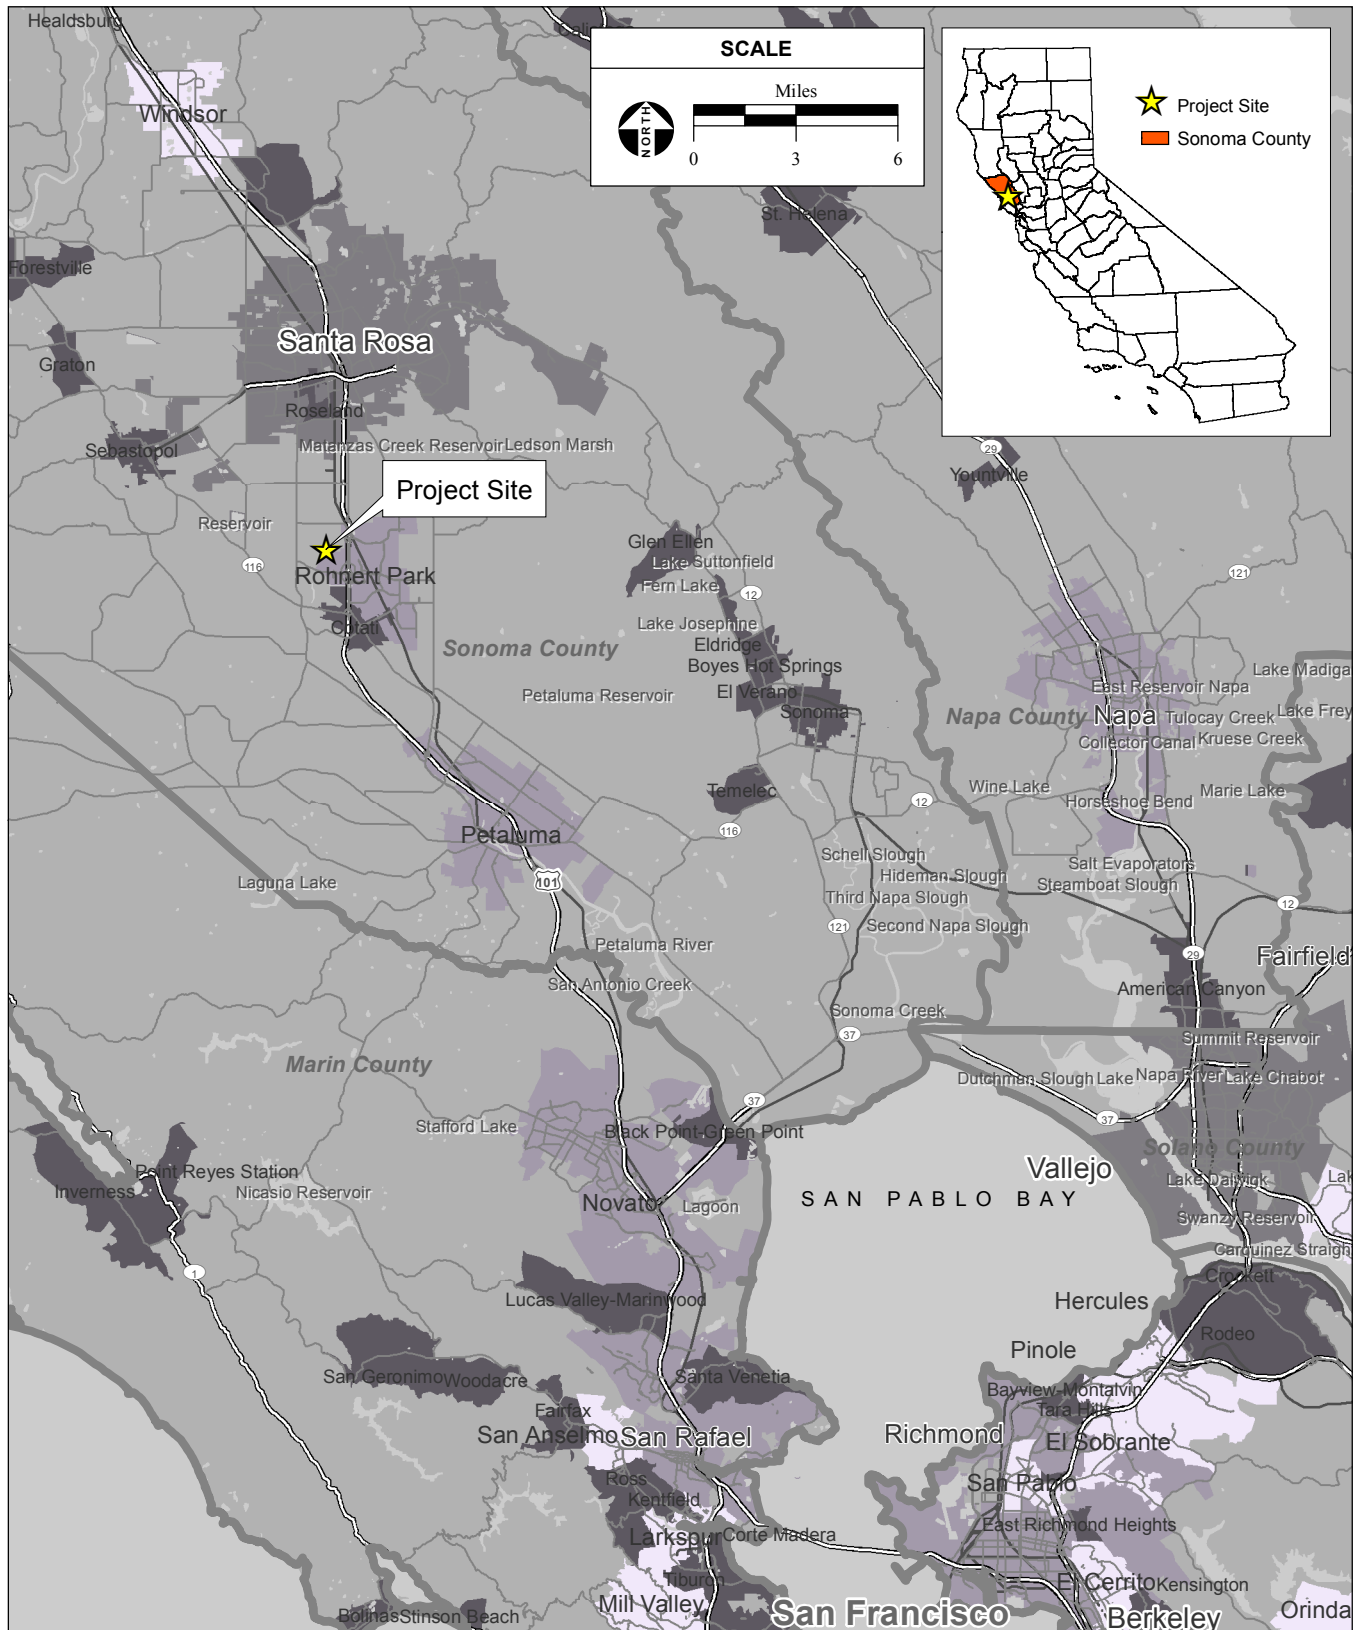 Healdsburg
SCALE
Miles
NORTH
0
3
6
Project Site
Sonoma County
Windsor
St. Helena
Forestville
Santa Rosa
Graton
Roseland
Sebastopol
Matanzas Creek Reservoir
Ledson Marsh
29
Yountville
Project Site
Reservoir
Glen Ellen
Lake Suttonfield
116
Rohnert Park
Fern Lake
12
121
Cotati
Lake Josephine
Sonoma County
Eldridge
Boyes Hot Springs
Lake Madiga
East Reservoir Napa
Petaluma Reservoir
El Verano
Sonoma
Napa County
Napa
Tulocay Creek
Lake Frey
Collector Canal
Kruese Creek
Temelec
Wine Lake
Marie Lake
12
Horseshoe Bend
116
Petaluma
Schell Slough
Salt Evaporators
Hideman Slough
Steamboat Slough
101
Laguna Lake
Third Napa Slough
12
121
Second Napa Slough
Petaluma River
29
Fairfield
San Antonio Creek
American Canyon
Sonoma Creek
37
Summit Reservoir
Marin County
Dutchman Slough
Lake
Napa River
Lake Chabot
37
37
Stafford Lake
Black Point-Green Point
Solano County
Point Reyes Station
Vallejo
Lake Dalwigk
Lak
Inverness
Nicasio Reservoir
SAN PABLO BAY
Novato
Lagoon
Swanzy Reservoir
Carquinez Straigh
1
Crockett
Lucas Valley-Marinwood
Hercules
Rodeo
Pinole
San Geronimo
Woodacre
Santa Venetia
Bayview-Montalvin
Fairfax
Tara Hills
San Anselmo
San Rafael
Richmond
El Sobrante
Ross
San Pablo
Kentfield
East Richmond Heights
Larkspur
Corte Madera
Tiburon
El Cerrito
Kensington
Mill Valley
Bolinas
Stinson Beach
San Francisco
Berkeley
Orinda